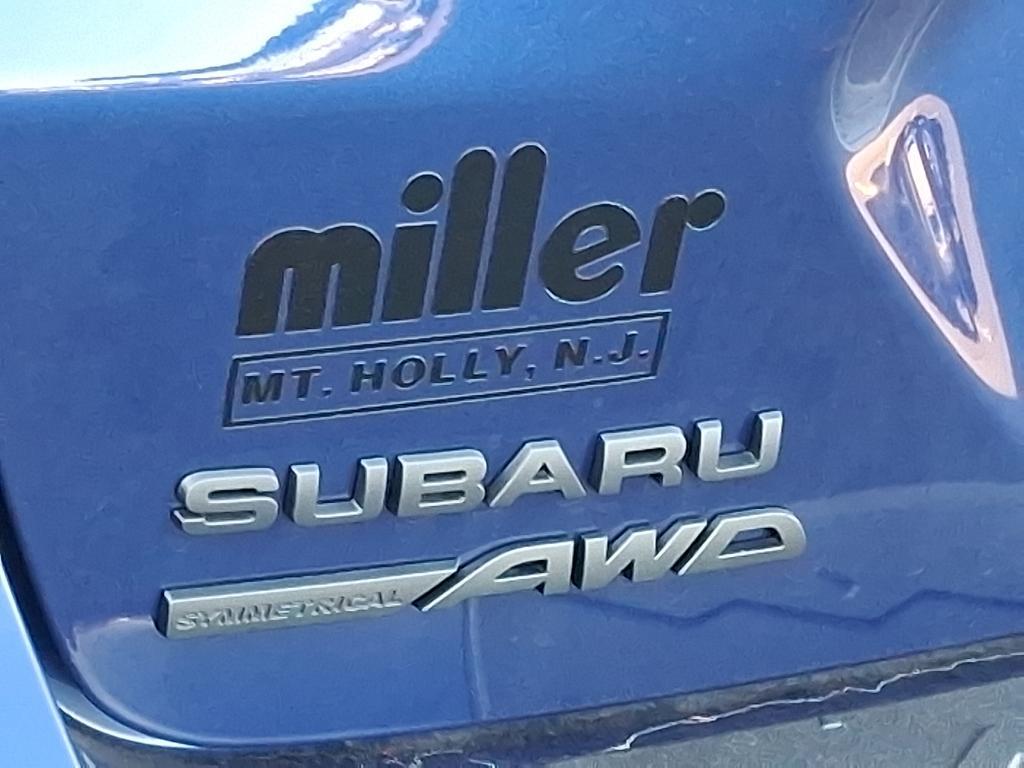 miller
MT. HOLLY, N.J.
SUBARU
SYMMETRICAL AWD